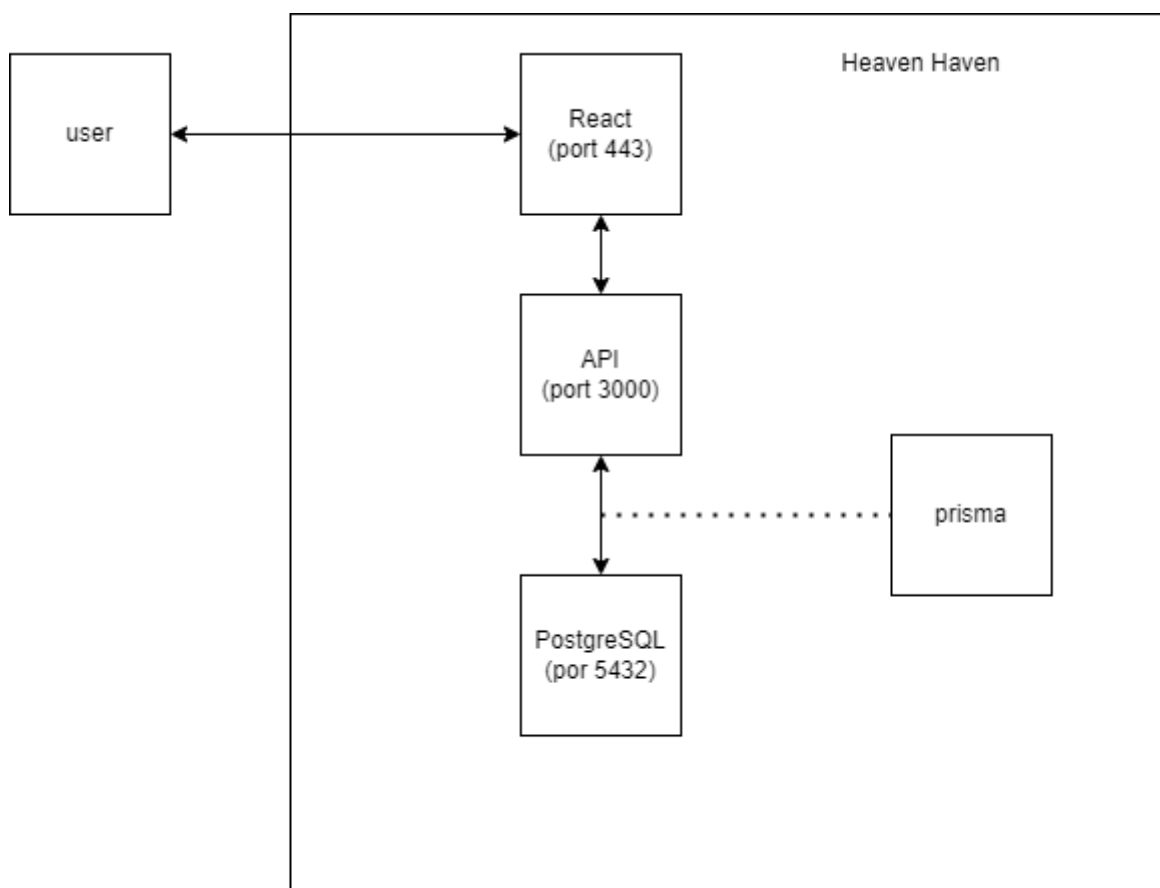 Heaven Haven
user
React
(port 443)
API
(port 3000)
prisma
PostgreSQL
(por 5432)